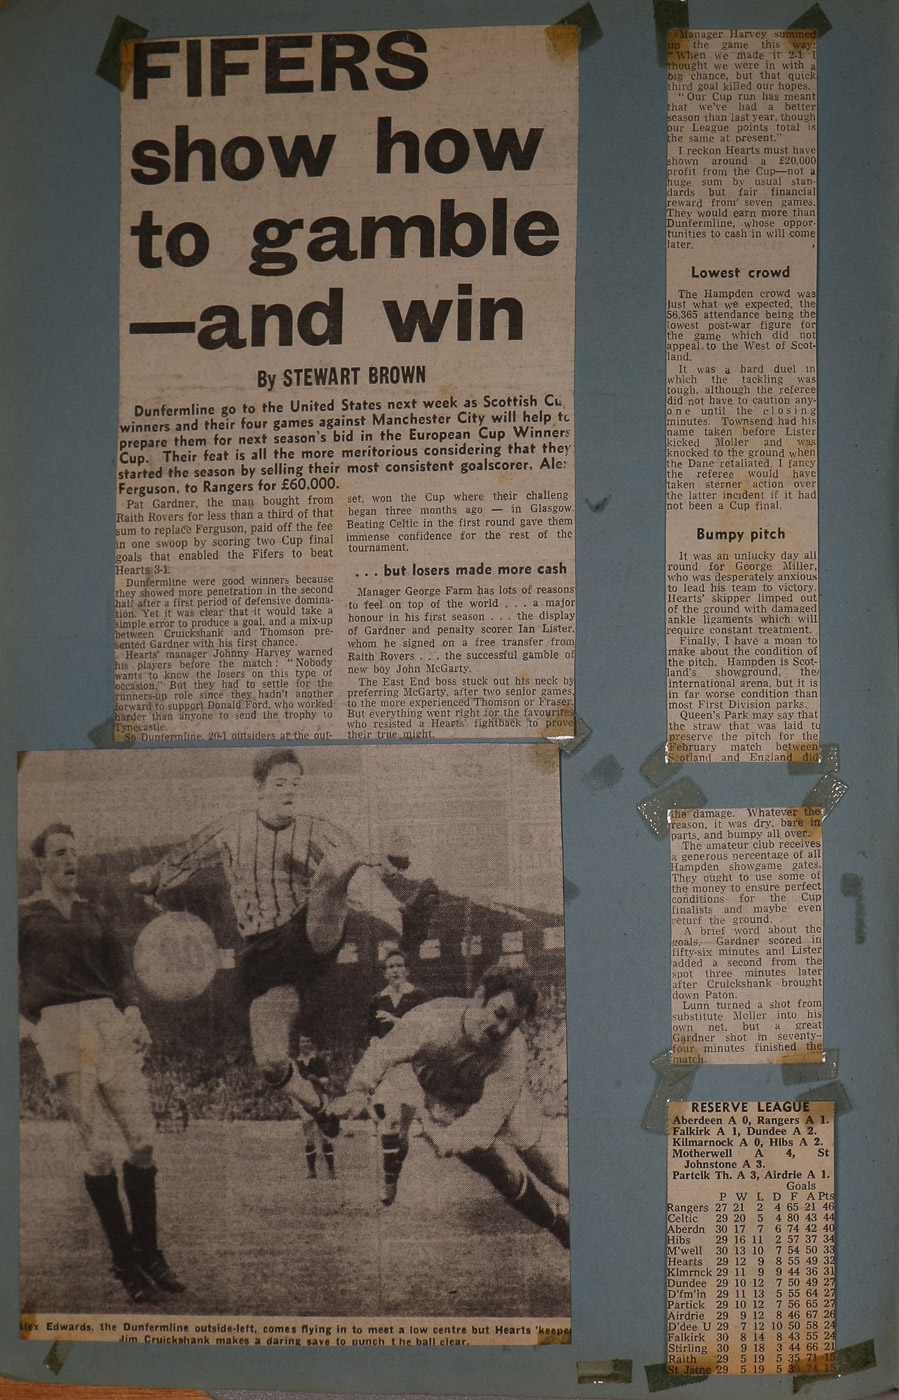 FIFERS
show how
to gamble
—and win
By STEWART BROWN
Dunfermline go to the United States next week as Scottish Cu
winners and their four games against Manchester City will help to
prepare them for next season's bid in the European Cup Winners
Cup. Their feat is all the more meritorious considering that they
started the season by selling their most consistent goalscorer, Ale
Ferguson, to Rangers for £60,000.
Pat Gardner, the man bought from
Raith Rovers for less than a third of that
sum to replace Ferguson, paid off the fee
in one swoop by scoring two Cup final
goals that enabled the Fifers to beat
Hearts 3-1.
Dunfermline were good winners because
they showed more penetration in the second
half after a first period of defensive domina-
tion. Yet it was clear that it would take a
simple error to produce a goal, and a mix-up
between Cruickshank and Thomson pre-
sented Gardner with his first chance.
Hearts' manager Johnny Harvey warned
his players before the match: "Nobody
wants to know the losers on this type of
occasion." But they had to settle for the
runners-up role since they hadn't another
forward to support Donald Ford, who worked
harder than anyone to send the trophy to
Tynecastle.
So Dunfermline, 20-1 outsiders at the out-
set, won the Cup where their challeng
began three months ago — in Glasgow.
Beating Celtic in the first round gave them
immense confidence for the rest of the
tournament.
. . . but losers made more cash
Manager George Farm has lots of reasons
to feel on top of the world . . . a major
honour in his first season . . . the display
of Gardner and penalty scorer Ian Lister,
whom he signed on a free transfer from
Raith Rovers . . . the successful gamble of
new boy John McGarty.
The East End boss stuck out his neck by
preferring McGarty, after two senior games,
to the more experienced Thomson or Fraser.
But everything went right for the favourites
who resisted a Hearts' fightback to prove
their true might.
Manager Harvey summed
up the game this way:
"When we made it 2-1 I
thought we were in with a
big chance, but that quick
third goal killed our hopes.
"Our Cup run has meant
that we've had a better
season than last year, though
our League points total is
the same at present."
I reckon Hearts must have
shown around a £20,000
profit from the Cup—not a
huge sum by usual stan-
dards but fair financial
reward from seven games.
They would earn more than
Dunfermline, whose oppor-
tunities to cash in will come
later.
Lowest crowd
The Hampden crowd was
just what we expected, the
56,365 attendance being the
lowest post-war figure for
the game which did not
appeal to the West of Scot-
land.
It was a hard duel in
which the tackling was
tough, although the referee
did not have to caution any-
one until the closing
minutes. Townsend had his
name taken before Lister
kicked Moller and was
knocked to the ground when
the Dane retaliated. I fancy
the referee would have
taken sterner action over
the latter incident if it had
not been a Cup final.
Bumpy pitch
It was an unlucky day all
round for George Miller,
who was desperately anxious
to lead his team to victory.
Hearts' skipper limped out
of the ground with damaged
ankle ligaments which will
require constant treatment.
Finally, I have a moan to
make about the condition of
the pitch. Hampden is Scot-
land's showground, the
international arena, but it is
in far worse condition than
most First Division parks.
Queen's Park may say that
the straw that was laid to
preserve the pitch for the
February match between
Scotland and England did
the damage. Whatever the
reason, it was dry, bare in
parts, and bumpy all over.
The amateur club receives
a generous percentage of all
Hampden showgame gates.
They ought to use some of
the money to ensure perfect
conditions for the Cup
finalists and maybe even
returf the ground.
A brief word about the
goals.— Gardner scored in
fifty-six minutes and Lister
added a second from the
spot three minutes later
after Cruickshank brought
down Paton.
Lunn turned a shot from
substitute Moller into his
own net, but a great
Gardner shot in seventy-
four minutes finished the
match.
lex Edwards, the Dunfermline outside-left, comes flying in to meet a low centre but Hearts 'keepe
Jim Cruickshank makes a daring save to punch the ball clear.
RESERVE LEAGUE
Aberdeen A 0, Rangers A 1.
Falkirk A 1, Dundee A 2.
Kilmarnock A 0, Hibs A 2.
Motherwell A 4, St
Johnstone A 3.
Partcik Th. A 3, Airdrie A 1.
Goals
P W L D F A Pts
Rangers 27 21 2 4 65 21 46
Celtic 29 20 5 4 80 43 44
Aberdn 30 17 7 6 74 42 40
Hibs 29 16 11 2 57 37 34
M'well 30 13 10 7 54 50 33
Hearts 29 12 9 8 55 49 32
Klmrnck 29 11 9 9 44 36 31
Dundee 29 10 12 7 50 49 27
D'fm'ln 29 11 13 5 55 64 27
Partick 29 10 12 7 56 65 27
Airdrie 29 9 12 8 46 67 26
D'dee U 29 7 12 10 50 58 24
Falkirk 30 8 14 8 43 55 24
Stirling 30 9 18 3 44 66 21
Raith 29 5 19 5 35 71 15
St Jstne 29 5 19 5 30 74 15